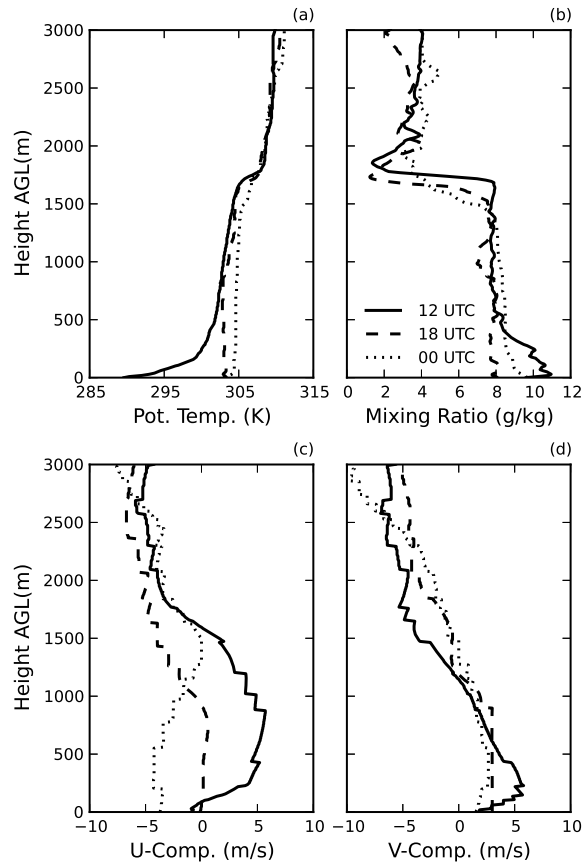 (a)
(b)
3000
2500
2000
1500
1000
500
0
Height AGL(m)
285 295 305 315
Pot. Temp. (K)
12 UTC
18 UTC
00 UTC
0 2 4 6 8 10 12
Mixing Ratio (g/kg)
(c)
(d)
3000
2500
2000
1500
1000
500
0
Height AGL(m)
−10 −5 0 5 10
U-Comp. (m/s)
−10 −5 0 5 10
V-Comp. (m/s)